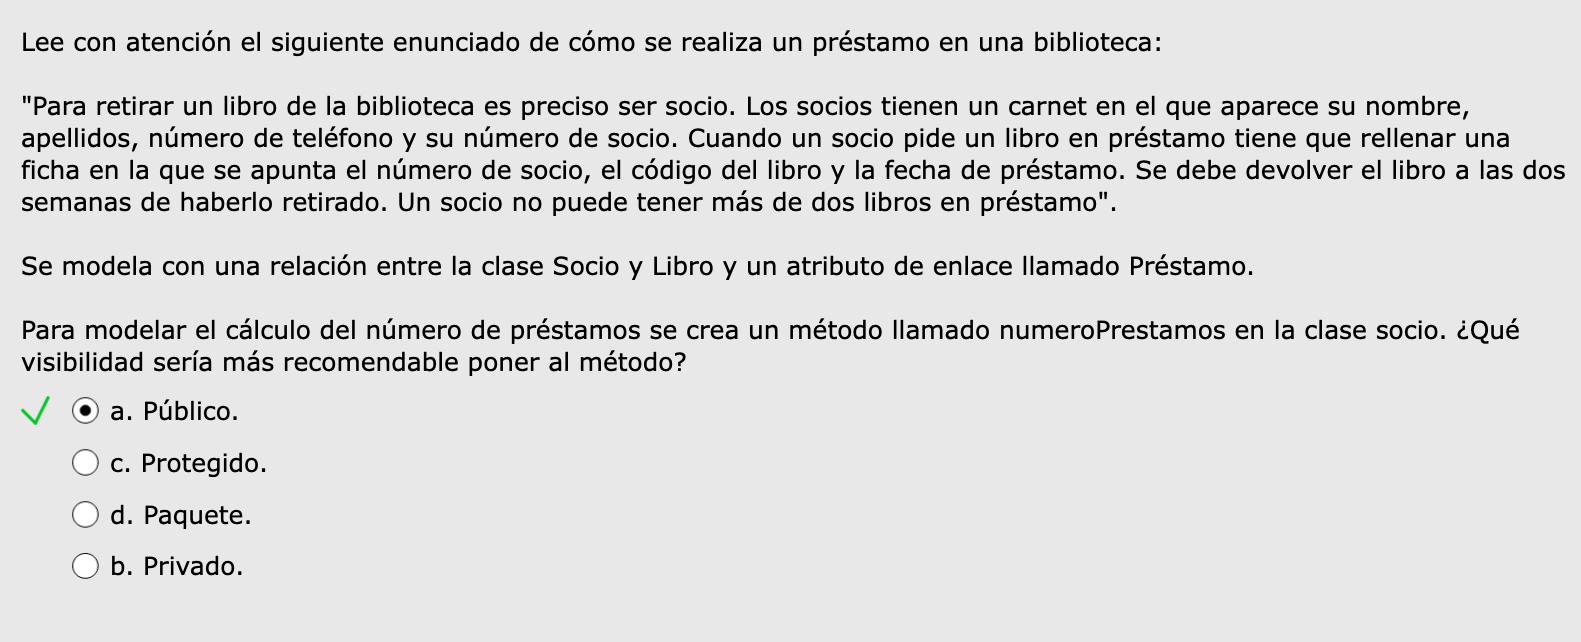 Lee con atención el siguiente enunciado de cómo se realiza un préstamo en una biblioteca:
"Para retirar un libro de la biblioteca es preciso ser socio. Los socios tienen un carnet en el que aparece su nombre,
apellidos, número de teléfono y su número de socio. Cuando un socio pide un libro en préstamo tiene que rellenar una
ficha en la que se apunta el número de socio, el código del libro y la fecha de préstamo. Se debe devolver el libro a las dos
semanas de haberlo retirado. Un socio no puede tener más de dos libros en préstamo".
Se modela con una relación entre la clase Socio y Libro y un atributo de enlace llamado Préstamo.
Para modelar el cálculo del número de préstamos se crea un método llamado numeroPrestamos en la clase socio. ¿Qué
visibilidad sería más recomendable poner al método?
a. Público.
c. Protegido.
d. Paquete.
b. Privado.